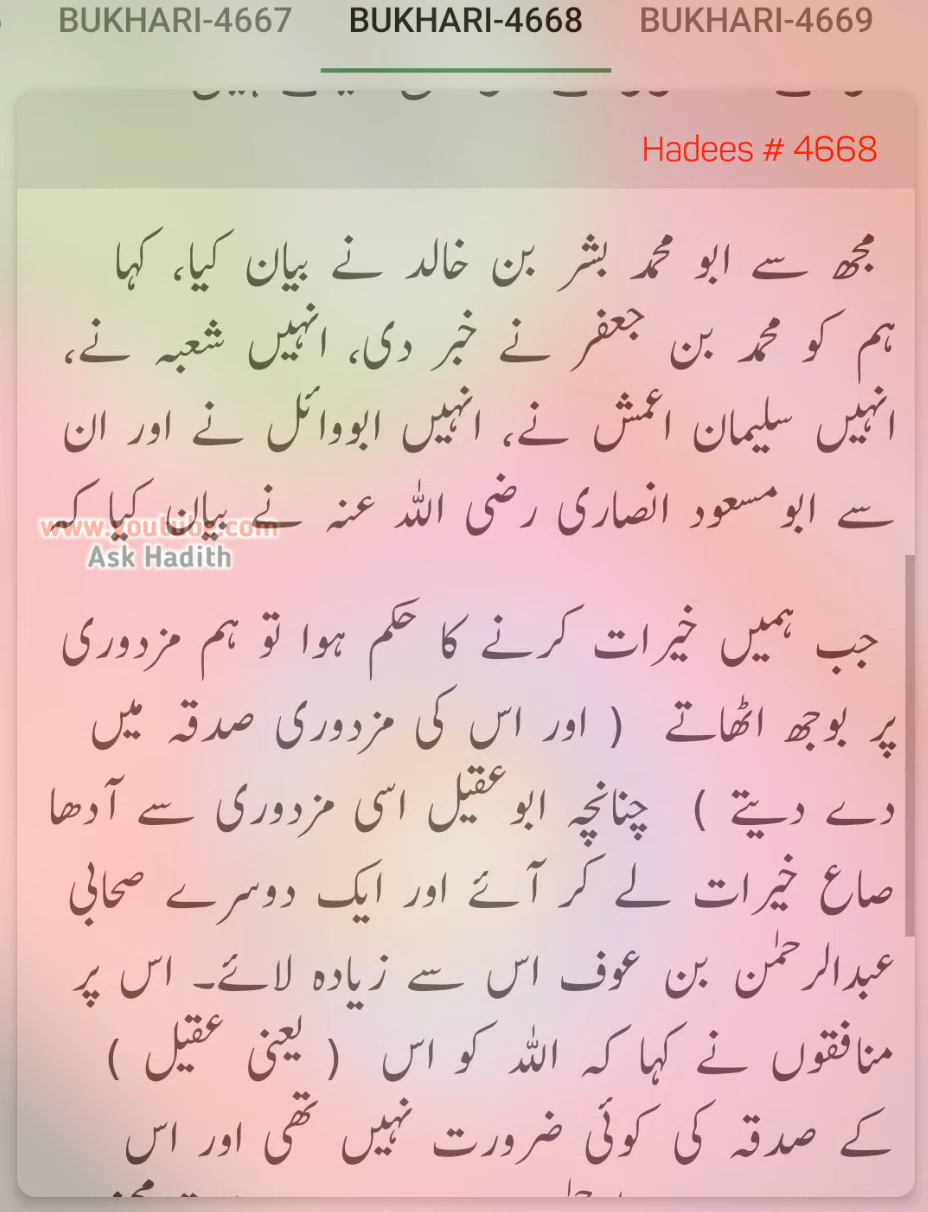 BUKHARI-4667 BUKHARI-4668 BUKHARI-4669
Hadees # 4668
مجھ سے ابو محمد بشر بن خالد نے بیان کیا، کہا
ہم کو محمد بن جعفر نے خبر دی، انہیں شعبہ نے،
انہیں سلیمان اعمش نے، انہیں ابووائل نے اور ان
سے ابومسعود انصاری رضی اللہ عنہ نے بیان کیا کہ
www.youtube.com
Ask Hadith
جب ہمیں خیرات کرنے کا حکم ہوا تو ہم مزدوری
پر بوجھ اٹھاتے ( اور اس کی مزدوری صدقہ میں
دے دیتے ) چنانچہ ابوعقیل اسی مزدوری سے آدھا
صاع خیرات لے کر آئے اور ایک دوسرے صحابی
عبدالرحمٰن بن عوف اس سے زیادہ لائے۔ اس پر
منافقوں نے کہا کہ اللہ کو اس ( یعنی عقیل )
کے صدقہ کی کوئی ضرورت نہیں تھی اور اس